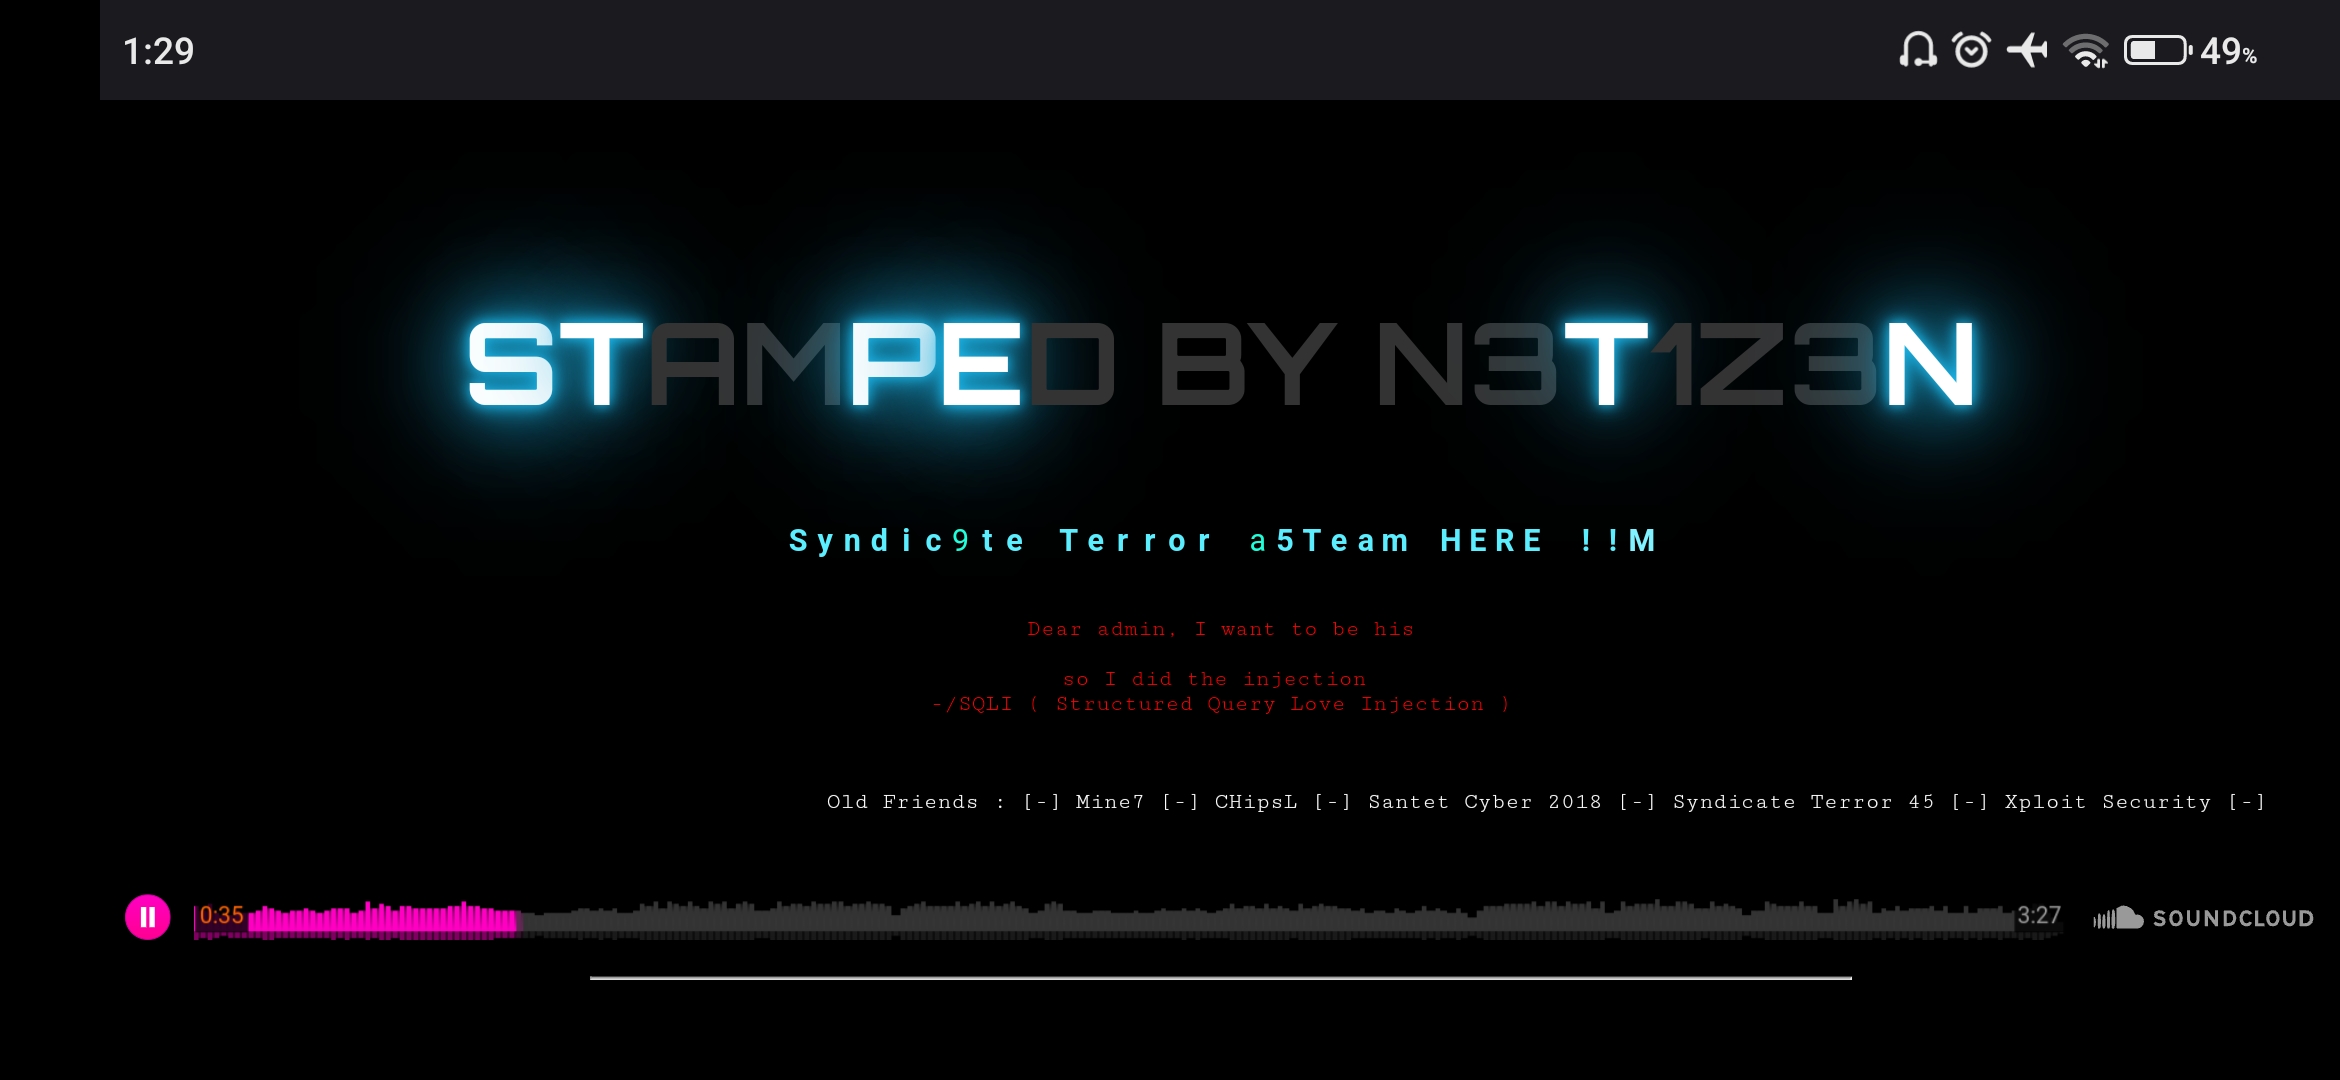 1:29
49%
STAMPED BY N3T1Z3N
Syndic9te Terror a5Team HERE !!M
Dear admin, I want to be his
so I did the injection
-/SQLI ( Structured Query Love Injection )
Old Friends : [-] Mine7 [-] CHipsL [-] Santet Cyber 2018 [-] Syndicate Terror 45 [-] Xploit Security [-]
0:35
3:27
SOUNDCLOUD